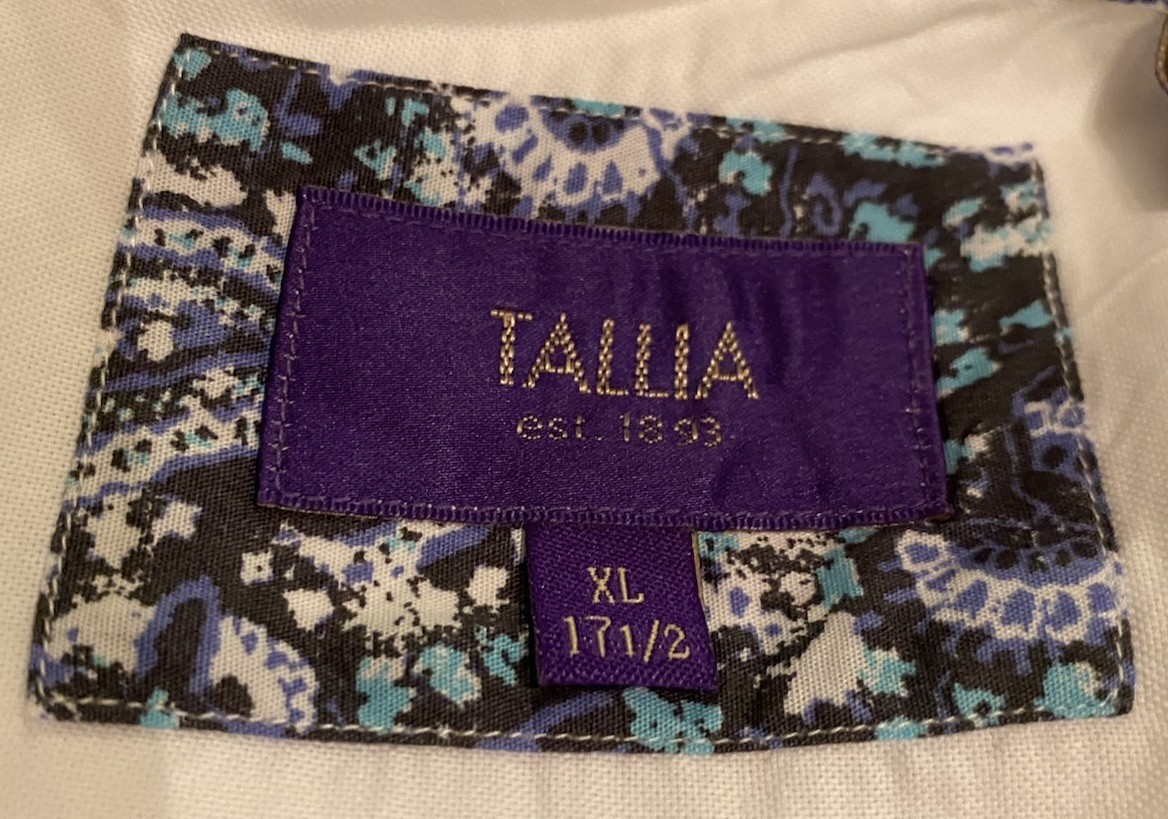 TALLIA
est. 1893
XL
17 1/2